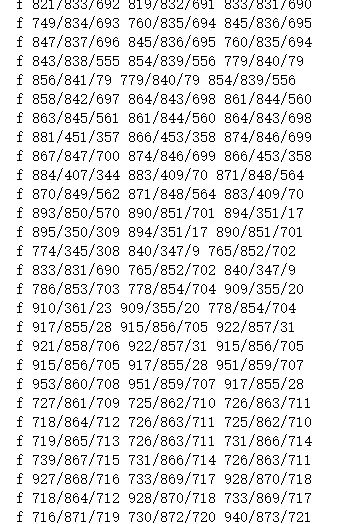 f 821/833/692 819/832/691 833/831/690
f 749/834/693 760/835/694 845/836/695
f 847/837/696 845/836/695 760/835/694
f 843/838/555 854/839/556 779/840/79
f 856/841/79 779/840/79 854/839/556
f 858/842/697 864/843/698 861/844/560
f 863/845/561 861/844/560 864/843/698
f 881/451/357 866/453/358 874/846/699
f 867/847/700 874/846/699 866/453/358
f 884/407/344 883/409/70 871/848/564
f 870/849/562 871/848/564 883/409/70
f 893/850/570 890/851/701 894/351/17
f 895/350/309 894/351/17 890/851/701
f 774/345/308 840/347/9 765/852/702
f 833/831/690 765/852/702 840/347/9
f 786/853/703 778/854/704 909/355/20
f 910/361/23 909/355/20 778/854/704
f 917/855/28 915/856/705 922/857/31
f 921/858/706 922/857/31 915/856/705
f 915/856/705 917/855/28 951/859/707
f 953/860/708 951/859/707 917/855/28
f 727/861/709 725/862/710 726/863/711
f 718/864/712 726/863/711 725/862/710
f 719/865/713 726/863/711 731/866/714
f 739/867/715 731/866/714 726/863/711
f 927/868/716 733/869/717 928/870/718
f 718/864/712 928/870/718 733/869/717
f 716/871/719 730/872/720 940/873/721